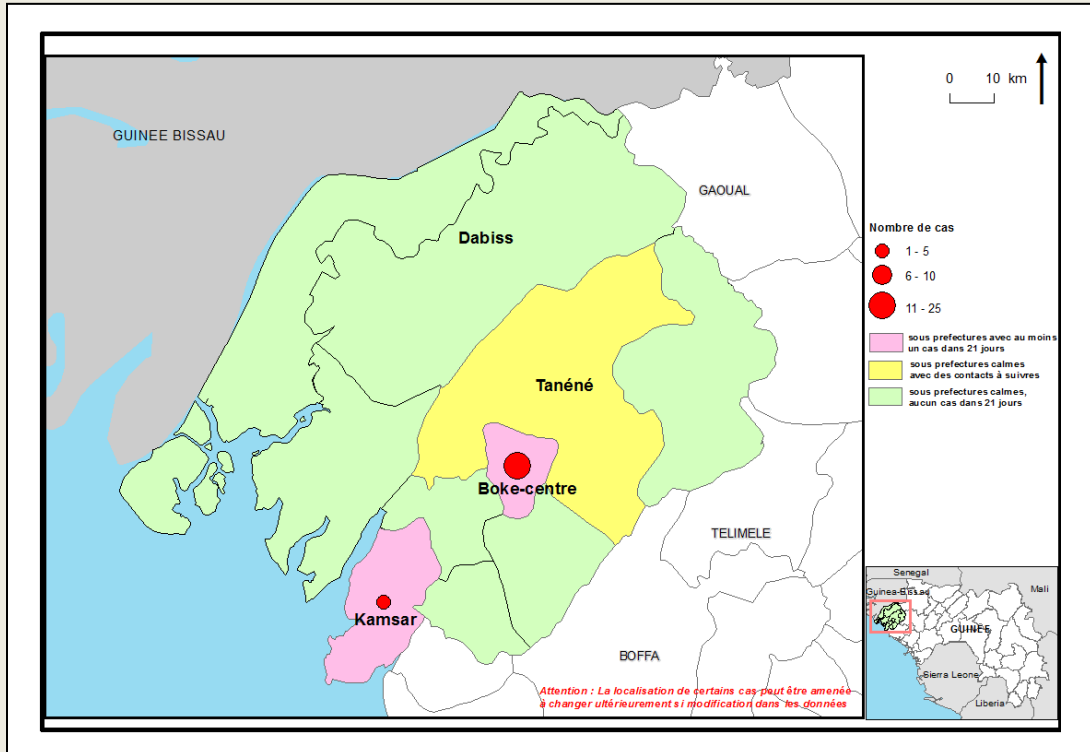 0 10 km
GUINEE BISSAU
GAOUAL
Dabiss
Nombre de cas
1 - 5
6 - 10
11 - 25
sous prefectures avec au moins
un cas dans 21 jours
sous prefectures calmes
avec des contacts à suivres
sous prefectures calmes,
aucun cas dans 21 jours
Tanéné
Boke-centre
TELIMELE
Kamsar
BOFFA
Attention : La localisation de certains cas peut être amenée
à changer ultérieurement si modification dans les données
Senegal
Guinea-Bissau
Mali
GUINEE
Sierra Leone
Liberia